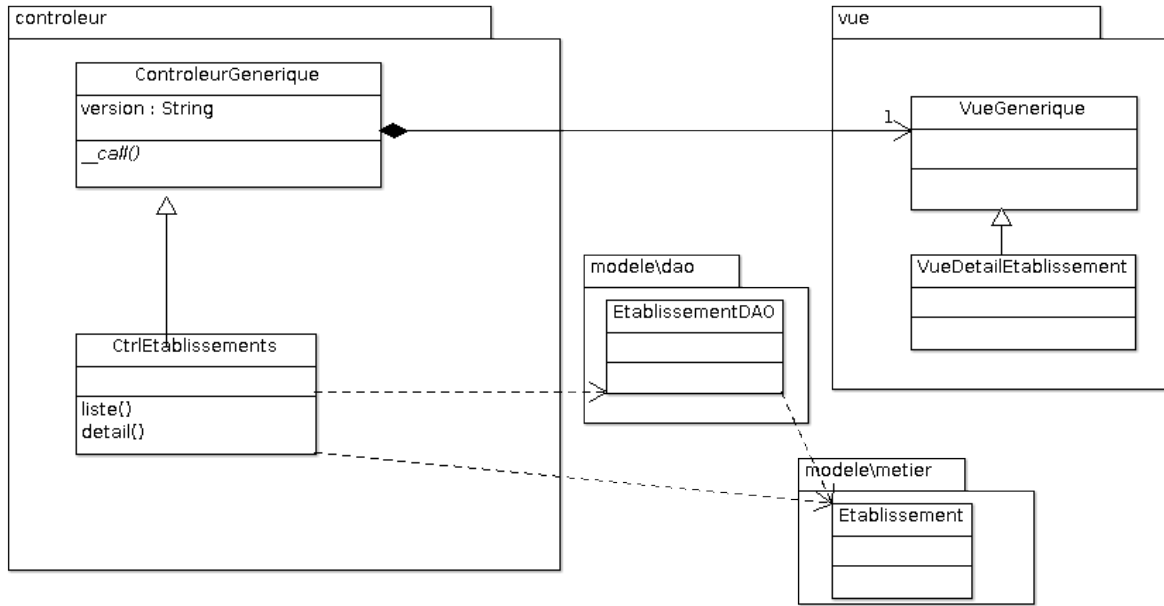 controleur
ControleurGenerique
version : String
__call()
CtrlEtablissements
liste()
detail()
modele\dao
EtablissementDAO
modele\metier
Etablissement
vue
1
VueGenerique
VueDetailEtablissement